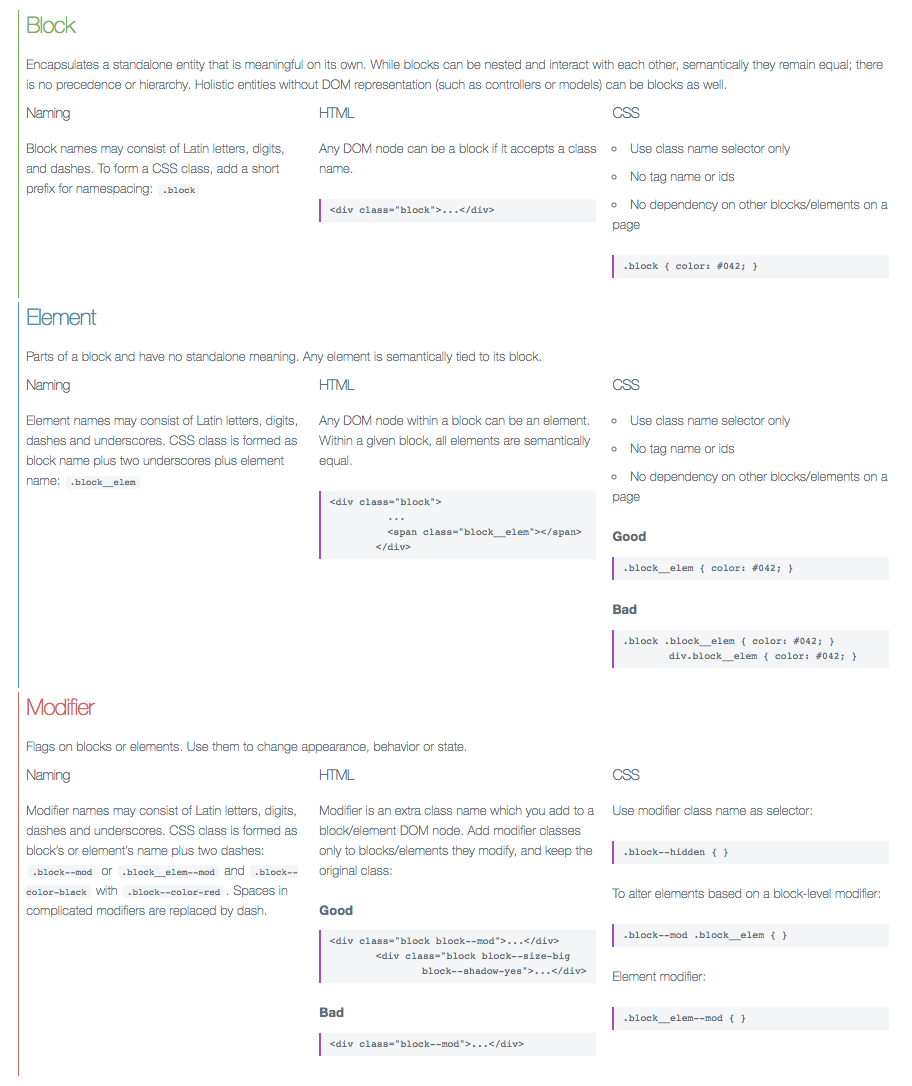 Block
Encapsulates a standalone entity that is meaningful on its own. While blocks can be nested and interact with each other, semantically they remain equal; there
is no precedence or hierarchy. Holistic entities without DOM representation (such as controllers or models) can be blocks as well.
Naming
Block names may consist of Latin letters, digits,
and dashes. To form a CSS class, add a short
prefix for namespacing: .block
HTML
Any DOM node can be a block if it accepts a class
name.
<div class="block">...</div>
CSS
Use class name selector only
No tag name or ids
No dependency on other blocks/elements on a
page
.block { color: #042; }
Element
Parts of a block and have no standalone meaning. Any element is semantically tied to its block.
Naming
Element names may consist of Latin letters, digits,
dashes and underscores. CSS class is formed as
block name plus two underscores plus element
name: .block__elem
HTML
Any DOM node within a block can be an element.
Within a given block, all elements are semantically
equal.
<div class="block">
...
<span class="block__elem"></span>
</div>
CSS
Use class name selector only
No tag name or ids
No dependency on other blocks/elements on a
page
Good
.block__elem { color: #042; }
Bad
.block .block__elem { color: #042; }
div.block__elem { color: #042; }
Modifier
Flags on blocks or elements. Use them to change appearance, behavior or state.
Naming
Modifier names may consist of Latin letters, digits,
dashes and underscores. CSS class is formed as
block's or element's name plus two dashes:
.block--mod or .block__elem--mod and .block--
color-black with .block--color-red . Spaces in
complicated modifiers are replaced by dash.
HTML
Modifier is an extra class name which you add to a
block/element DOM node. Add modifier classes
only to blocks/elements they modify, and keep the
original class:
Good
<div class="block block--mod">...</div>
<div class="block block--size-big
block--shadow-yes">...</div>
Bad
<div class="block--mod">...</div>
CSS
Use modifier class name as selector:
.block--hidden { }
To alter elements based on a block-level modifier:
.block--mod .block__elem { }
Element modifier:
.block__elem--mod { }